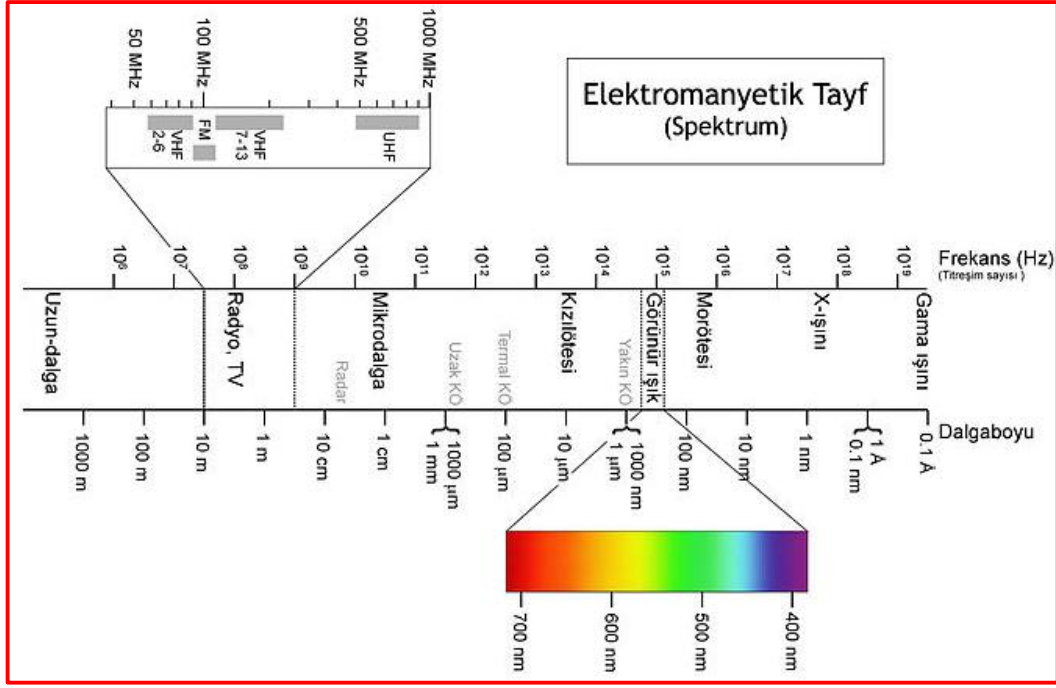 Elektromanyetik Tayf
(Spektrum)
50 MHz
100 MHz
500 MHz
1000 MHz
VHF
2-6
FM
VHF
7-13
UHF
10⁶
10⁷
10⁸
10⁹
10¹⁰
10¹¹
10¹²
10¹³
10¹⁴
10¹⁵
10¹⁶
10¹⁷
10¹⁸
10¹⁹
Frekans (Hz)
(Titreşim sayısı )
Uzun-dalga
Radyo, TV
Mikrodalga
Kızılötesi
Görünür ışık
Morötesi
X-ışını
Gama ışını
Radar
Uzak KÖ
Termal KÖ
Yakın KÖ
1000 m
100 m
10 m
1 m
10 cm
1 cm
1000 µm
1 mm
100 µm
10 µm
1000 nm
1 µm
100 nm
10 nm
1 nm
1 Å
0.1 nm
0.1 Å
Dalgaboyu
700 nm
600 nm
500 nm
400 nm